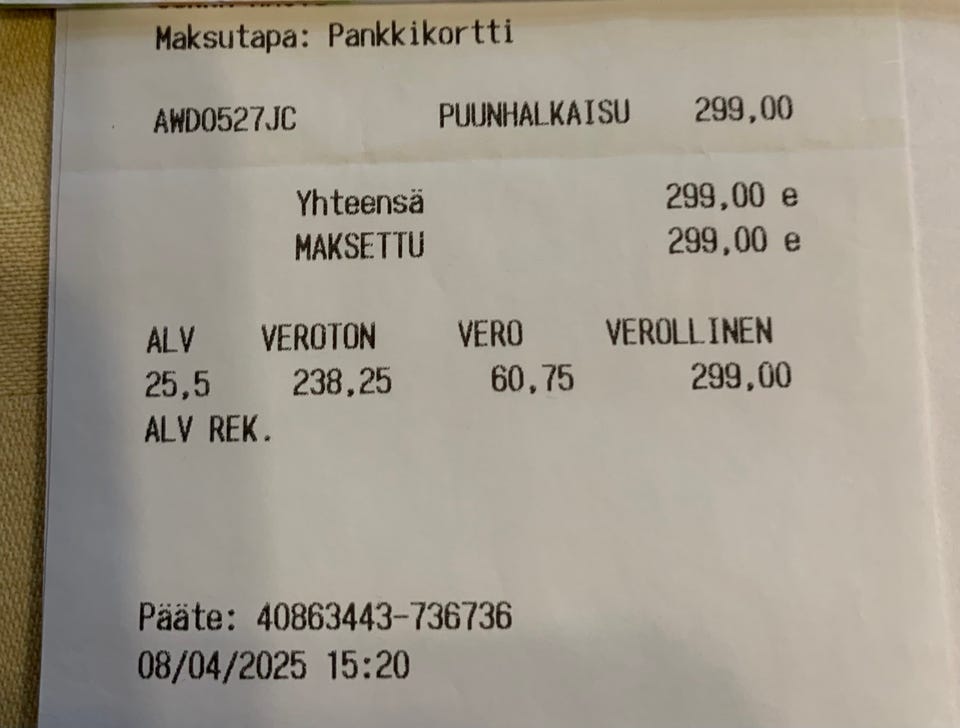 Maksutapa: Pankkikortti
AWD0527JC PUUNHALKAISU 299,00
Yhteensä 299,00 e
MAKSETTU 299,00 e
ALV VEROTON VERO VEROLLINEN
25,5 238,25 60,75 299,00
ALV REK.
Pääte: 40863443-736736
08/04/2025 15:20